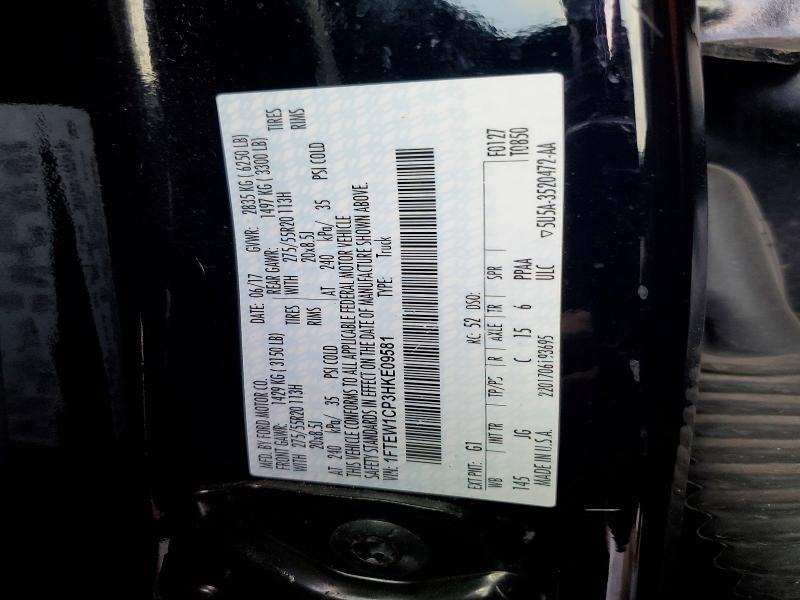 MFD. BY FORD MOTOR CO.
DATE: 06/17 GVWR: 2835 KG ( 6250 LB)
FRONT GAWR: 1429 KG ( 3150 LB) REAR GAWR: 1497 KG ( 3300 LB)
WITH 275/55R20 113H TIRES WITH 275/55R20 113H TIRES
20x8.5J RIMS 20x8.5J RIMS
AT 240 kPa/ 35 PSI COLD AT 240 kPa/ 35 PSI COLD
THIS VEHICLE CONFORMS TO ALL APPLICABLE FEDERAL MOTOR VEHICLE
SAFETY STANDARDS IN EFFECT ON THE DATE OF MANUFACTURE SHOWN ABOVE.
VIN: 1FTEW1CP3HKE09581 TYPE: Truck
EXT PNT: G1 RC: 52 DSO: F0127
WB INT TR TP/PS R AXLE TR SPR T0850
145 JG C 15 6 PPAA
MADE IN U.S.A. 2201706193695 ULC ▽5U5A-3520472-AA